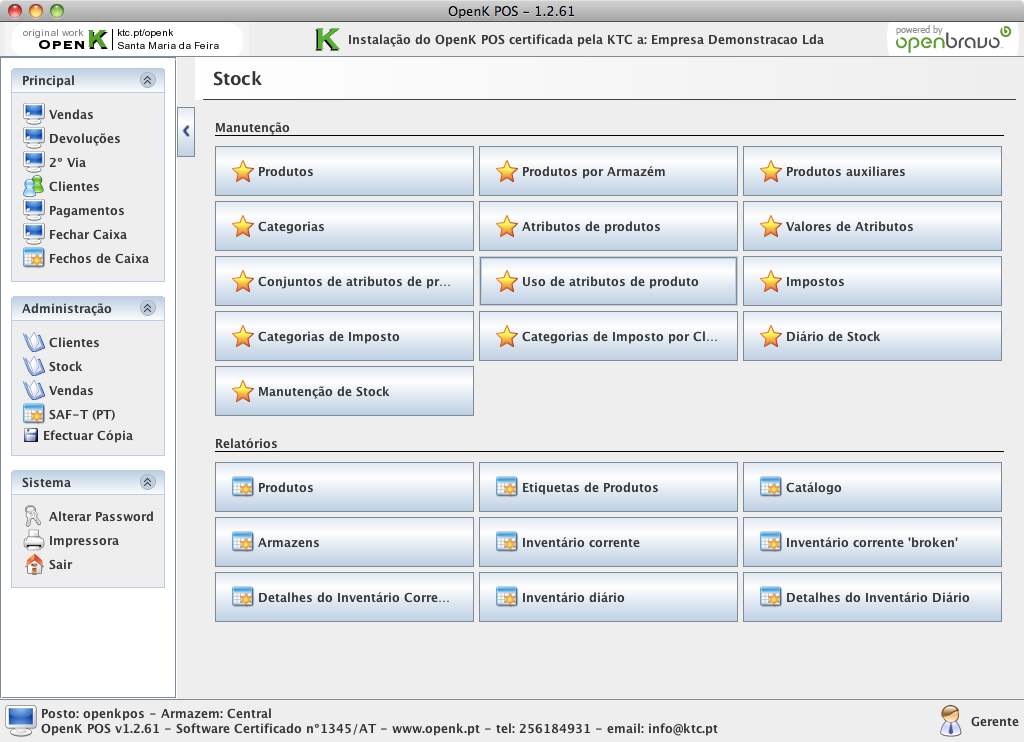 OpenK POS - 1.2.61
original work
OPEN K
ktc.pt/openk
Santa Maria da Feira
Instalação do OpenK POS certificada pela KTC a: Empresa Demonstracao Lda
powered by
openbravo
Principal
Vendas
Devoluções
2° Via
Clientes
Pagamentos
Fechar Caixa
Fechos de Caixa
Administração
Clientes
Stock
Vendas
SAF-T (PT)
Efectuar Cópia
Sistema
Alterar Password
Impressora
Sair
Stock
Manutenção
Produtos
Produtos por Armazém
Produtos auxiliares
Categorias
Atributos de produtos
Valores de Atributos
Conjuntos de atributos de pr...
Uso de atributos de produto
Impostos
Categorias de Imposto
Categorias de Imposto por Cl...
Diário de Stock
Manutenção de Stock
Relatórios
Produtos
Etiquetas de Produtos
Catálogo
Armazens
Inventário corrente
Inventário corrente 'broken'
Detalhes do Inventário Corre...
Inventário diário
Detalhes do Inventário Diário
Posto: openkpos - Armazem: Central
OpenK POS v1.2.61 - Software Certificado n°1345/AT - www.openk.pt - tel: 256184931 - email: info@ktc.pt
Gerente